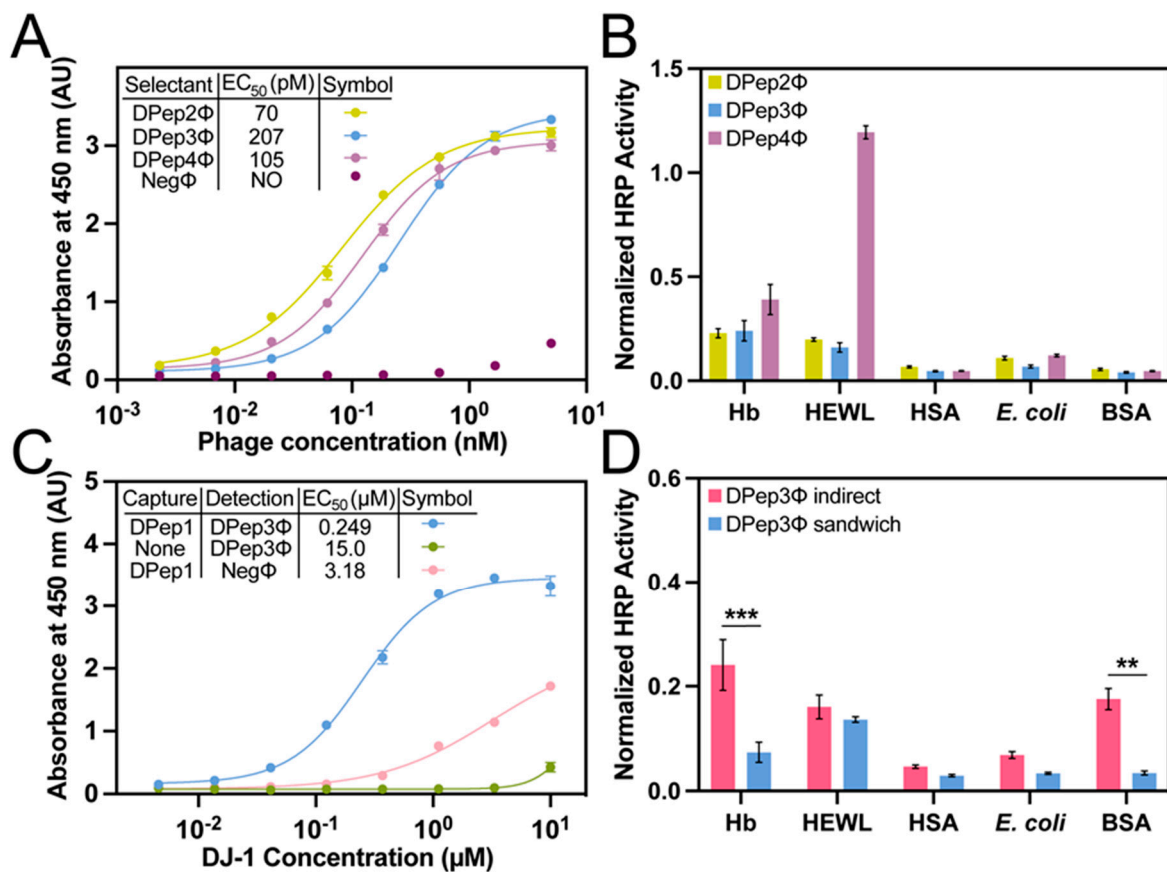 A
Absorbance at 450 nm (AU)
3
2
1
0
Selectant EC50 (pM) Symbol
DPep2Φ 70
DPep3Φ 207
DPep4Φ 105
NegΦ NO
10-3 10-2 10-1 100 101
Phage concentration (nM)
B
Normalized HRP Activity
1.5
1.0
0.5
0.0
DPep2Φ
DPep3Φ
DPep4Φ
Hb HEWL HSA E. coli BSA
C
Absorbance at 450 nm (AU)
5
4
3
2
1
0
Capture Detection EC50 (µM) Symbol
DPep1 DPep3Φ 0.249
None DPep3Φ 15.0
DPep1 NegΦ 3.18
10-2 10-1 100 101
DJ-1 Concentration (µM)
D
Normalized HRP Activity
0.6
0.4
0.2
0.0
DPep3Φ indirect
DPep3Φ sandwich
***
**
Hb HEWL HSA E. coli BSA